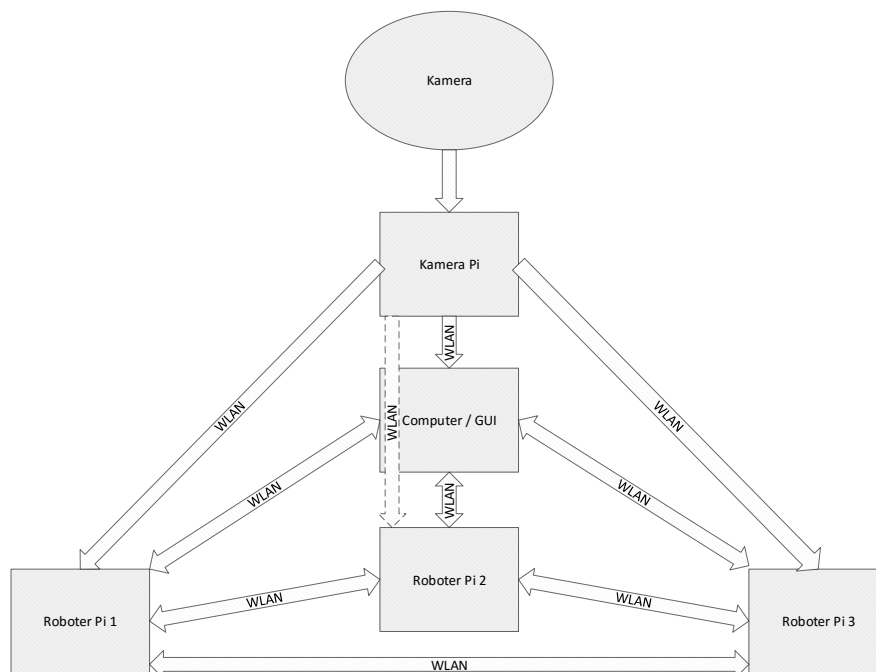 Kamera
Kamera Pi
WLAN
WLAN
WLAN
WLAN
Computer / GUI
WLAN
WLAN
WLAN
Roboter Pi 2
WLAN
WLAN
Roboter Pi 1
Roboter Pi 3
WLAN